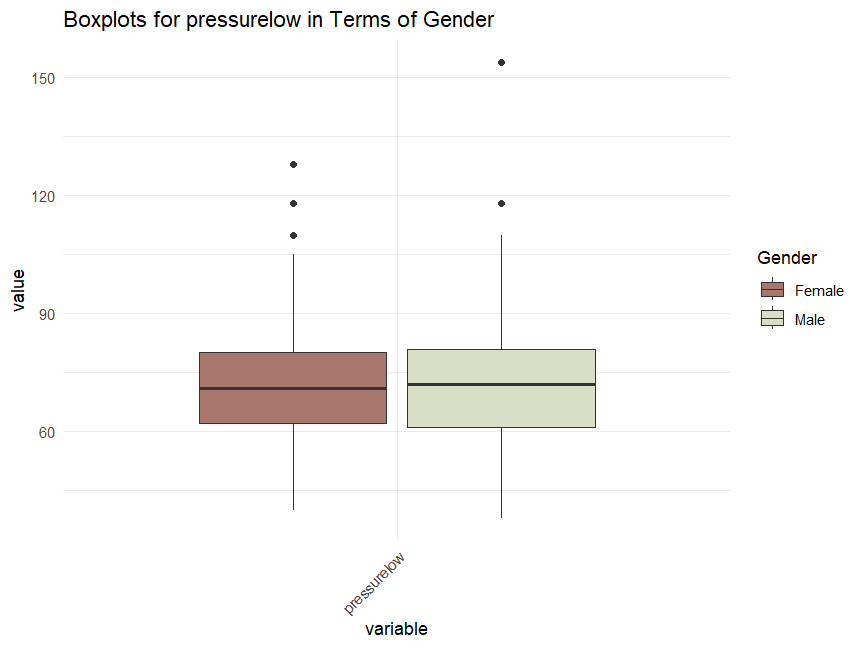 Boxplots for pressurelow in Terms of Gender
150
120
90
60
value
pressurelow
variable
Gender
Female
Male